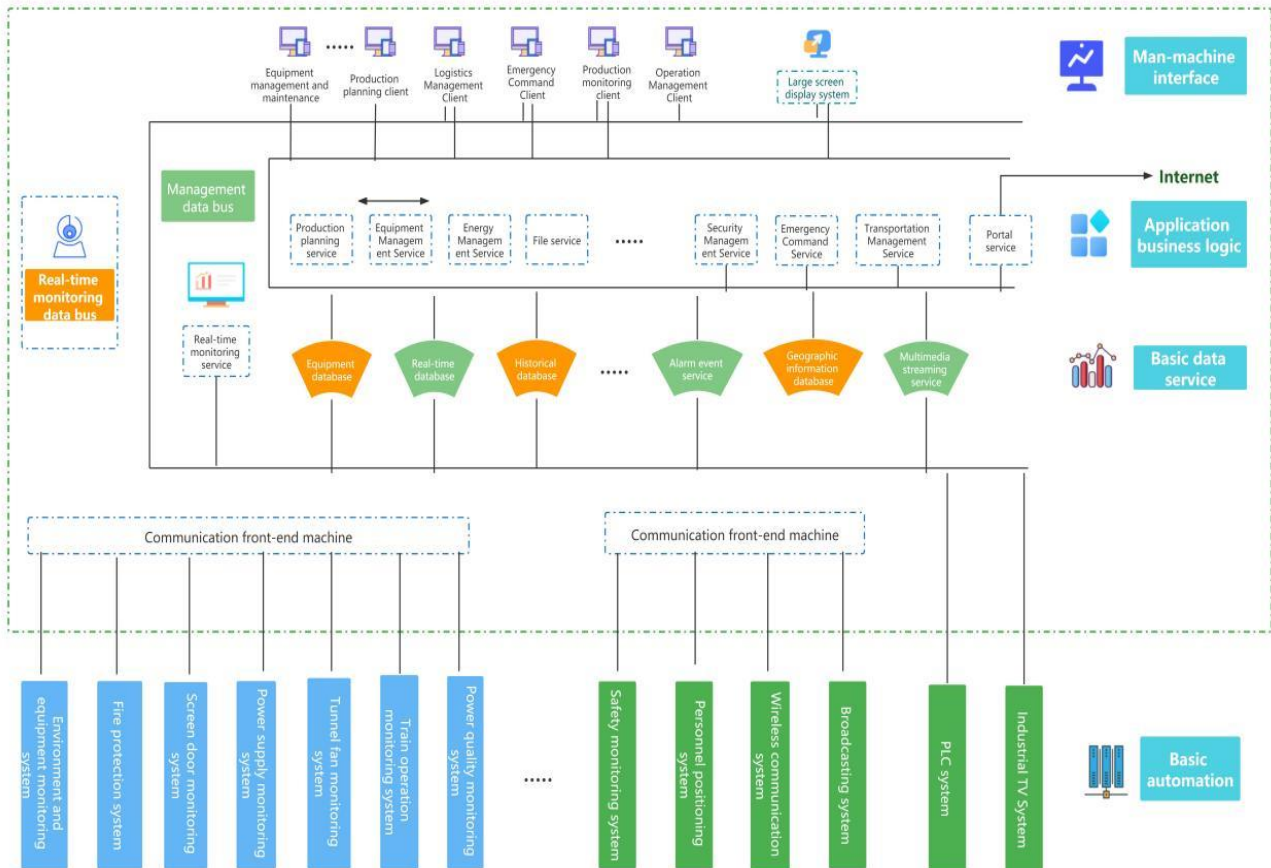 Equipment
management and
maintenance
.....
Production
planning client
Logistics
Management
Client
Emergency
Command
Client
Production
monitoring
client
Operation
Management
Client
Large screen
display system
Man-machine
interface
Management
data bus
Internet
Production
planning
service
Equipment
Managem
ent Service
Energy
Managem
ent Service
File service
.....
Security
Managem
ent Service
Emergency
Command
Service
Transportation
Management
Service
Portal
service
Application
business logic
Real-time
monitoring
data bus
Real-time
monitoring
service
Equipment
database
Real-time
database
Historical
database
.....
Alarm event
service
Geographic
information
database
Multimedia
streaming
service
Basic data
service
Communication front-end machine
Communication front-end machine
Environment and
equipment monitoring
system
Fire protection system
Screen door monitoring
system
Power supply monitoring
system
Tunnel fan monitoring
system
Train operation
monitoring system
Power quality monitoring
system
.....
Safety monitoring system
Personnel positioning
system
Wireless communication
system
Broadcasting system
PLC system
Industrial TV System
Basic
automation